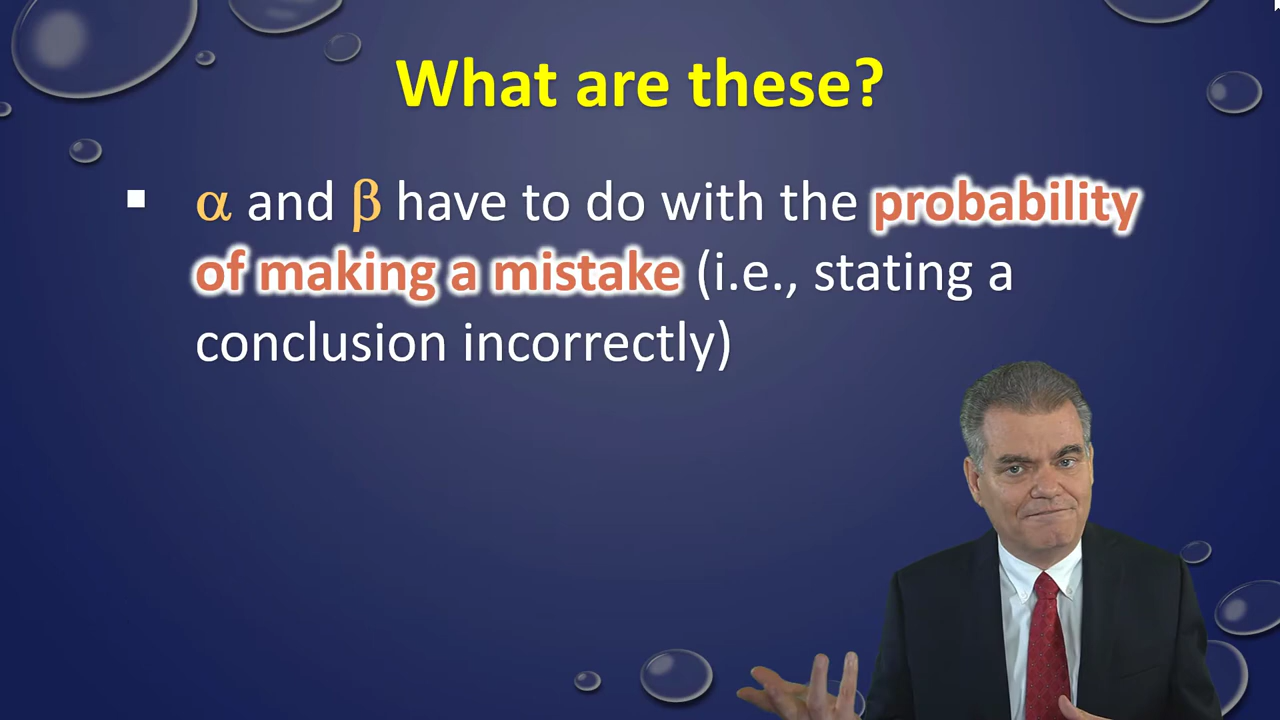 What are these?
▪ α and β have to do with the probability
of making a mistake (i.e., stating a
conclusion incorrectly)